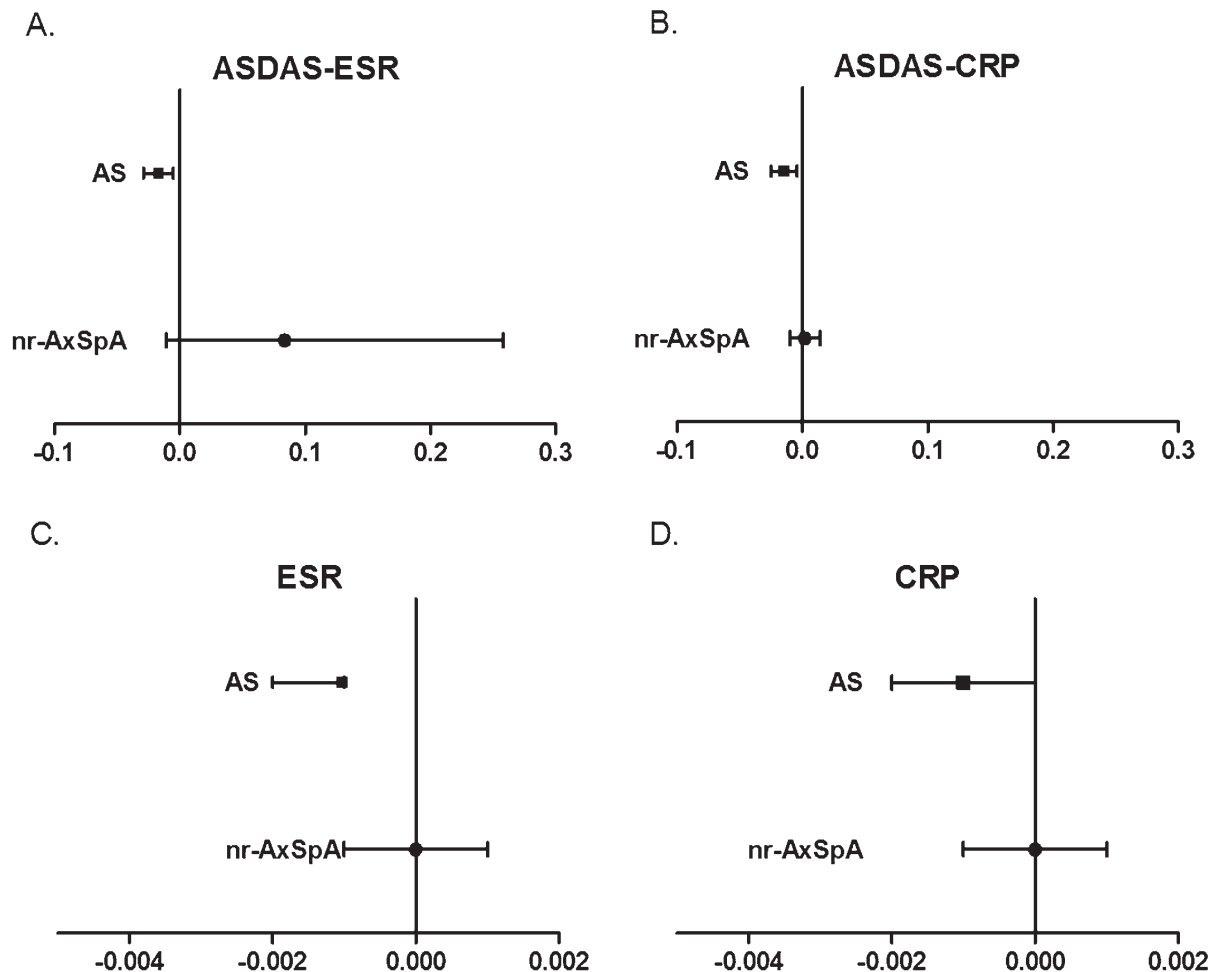 A.
ASDAS-ESR
AS
nr-AxSpA
-0.1 0.0 0.1 0.2 0.3
B.
ASDAS-CRP
AS
nr-AxSpA
-0.1 0.0 0.1 0.2 0.3
C.
ESR
AS
nr-AxSpA
-0.004 -0.002 0.000 0.002
D.
CRP
AS
nr-AxSpA
-0.004 -0.002 0.000 0.002